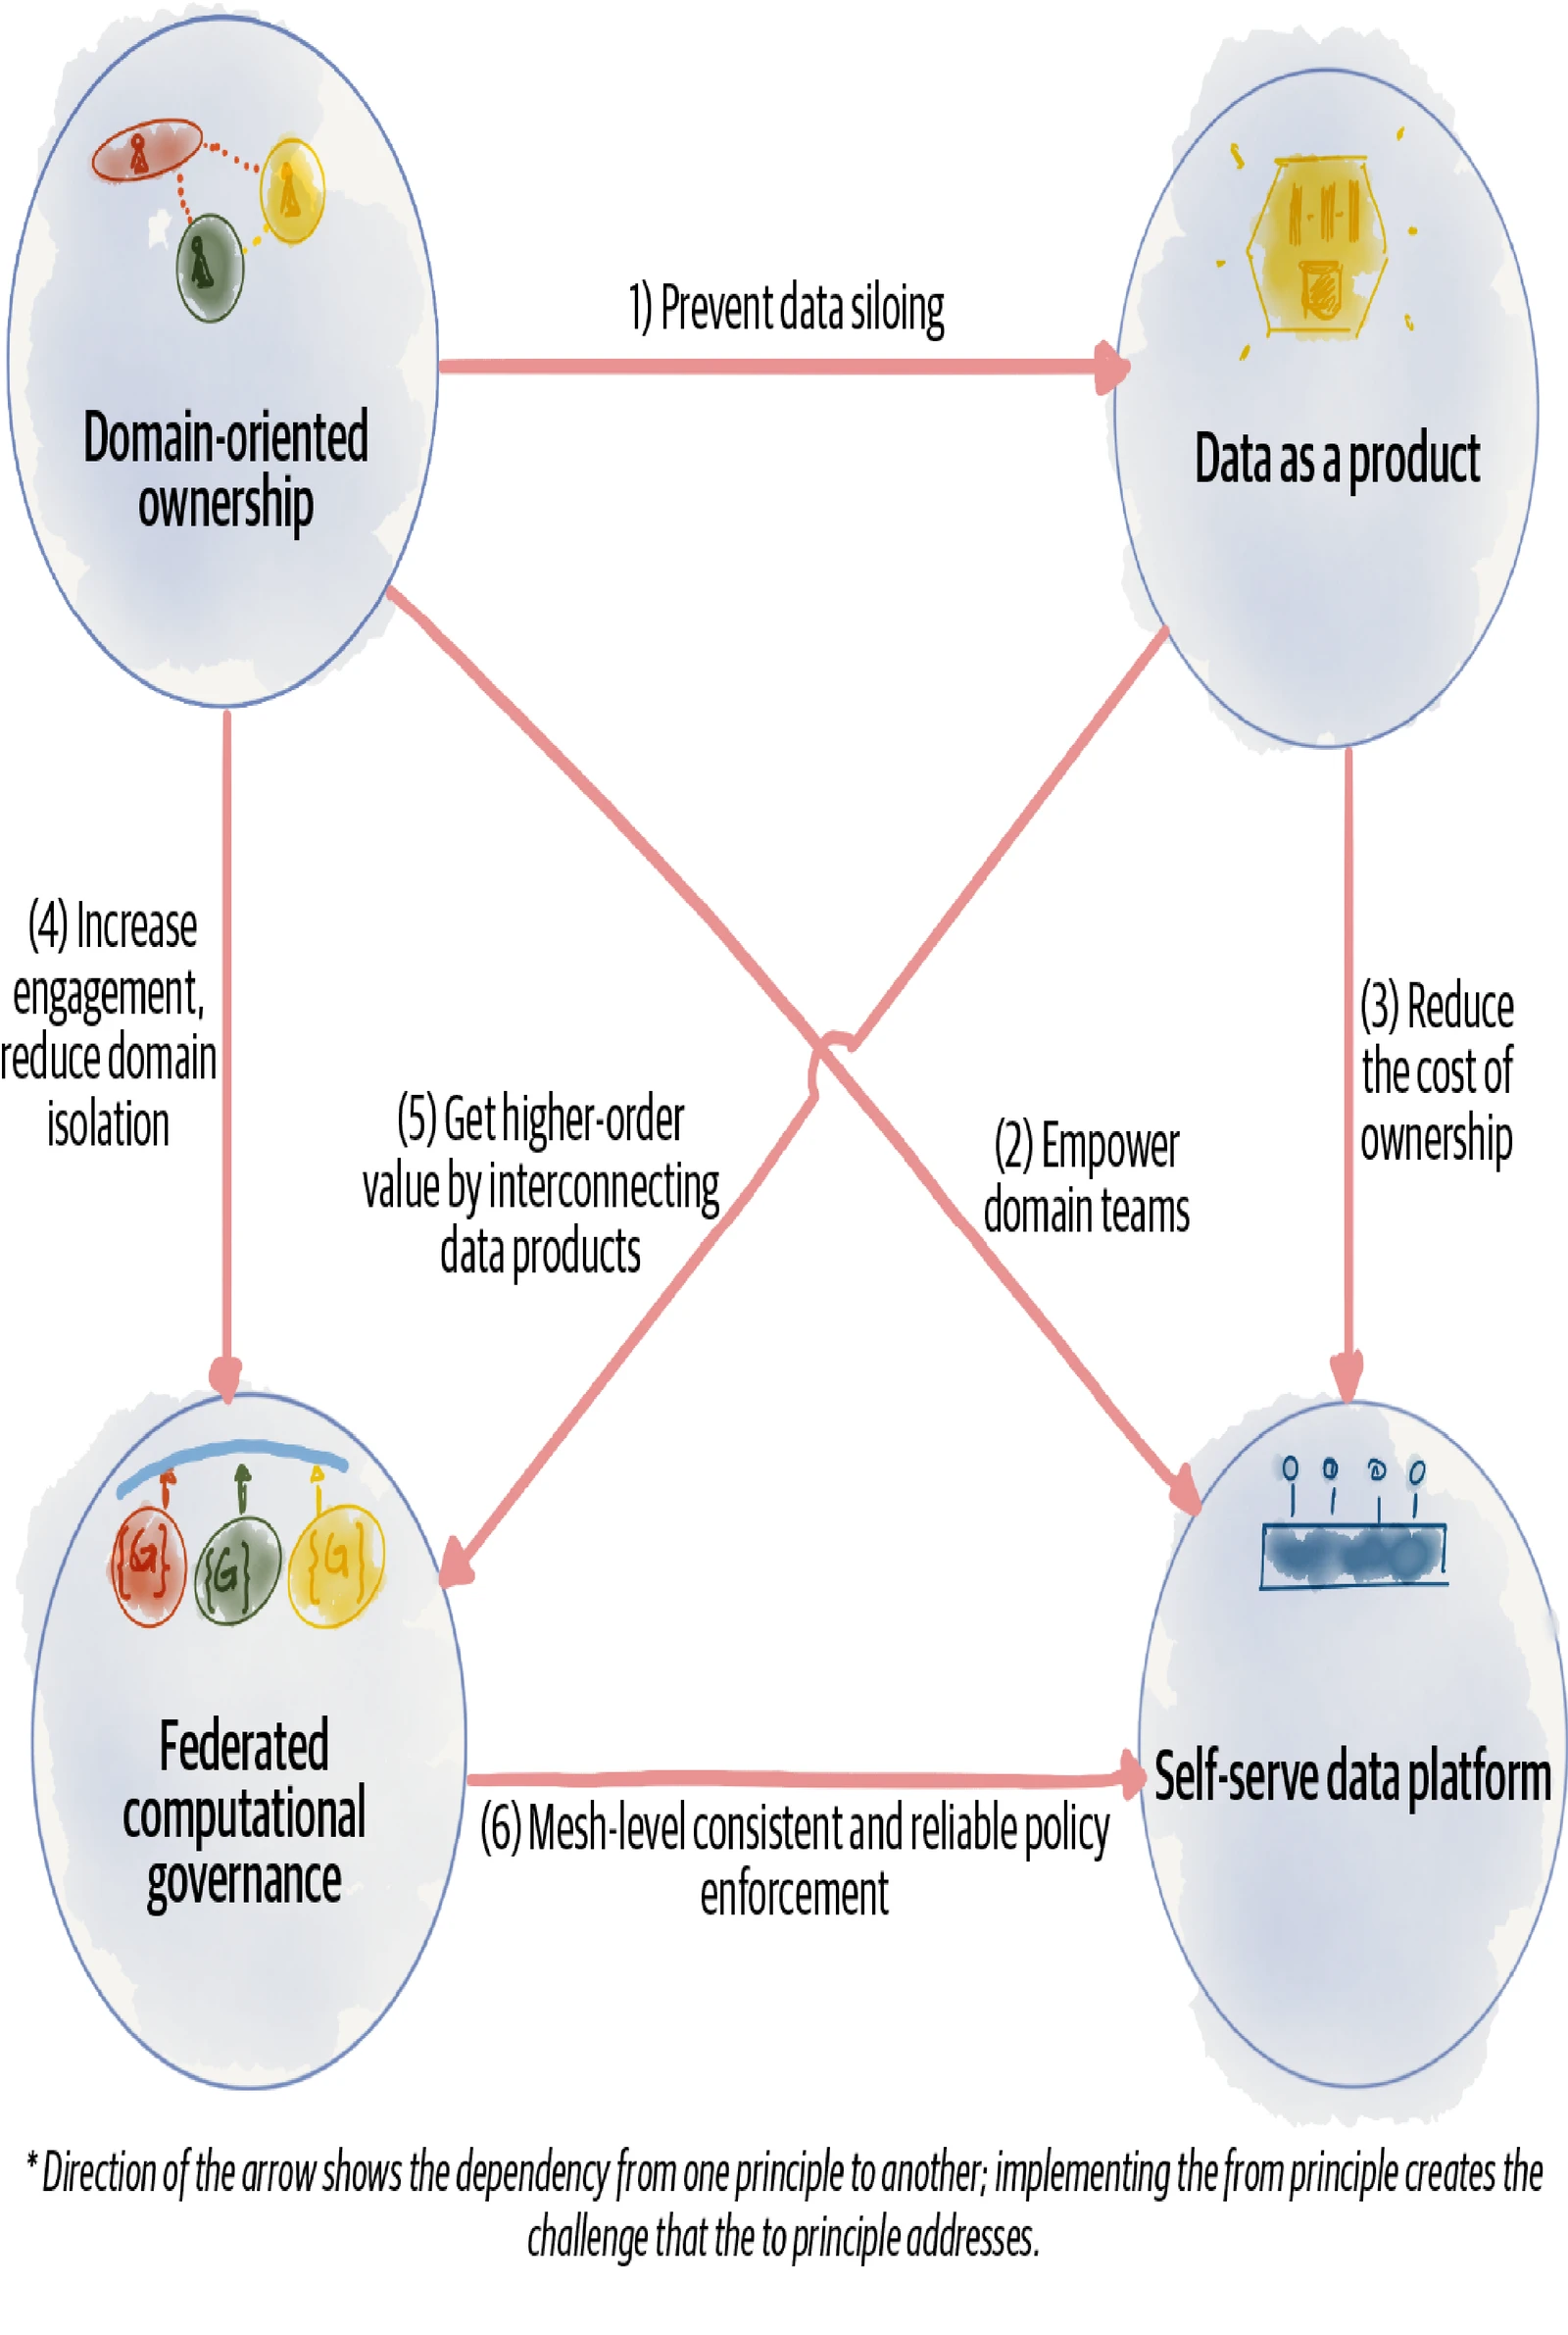 1) Prevent data siloing
Domain-oriented
ownership
Data as a product
(4) Increase
engagement,
reduce domain
isolation
(3) Reduce
the cost of
ownership
(5) Get higher-order
value by interconnecting
data products
(2) Empower
domain teams
{G}
{G}
{G}
Federated
computational
governance
Self-serve data platform
(6) Mesh-level consistent and reliable policy
enforcement
* Direction of the arrow shows the dependency from one principle to another; implementing the from principle creates the
challenge that the to principle addresses.